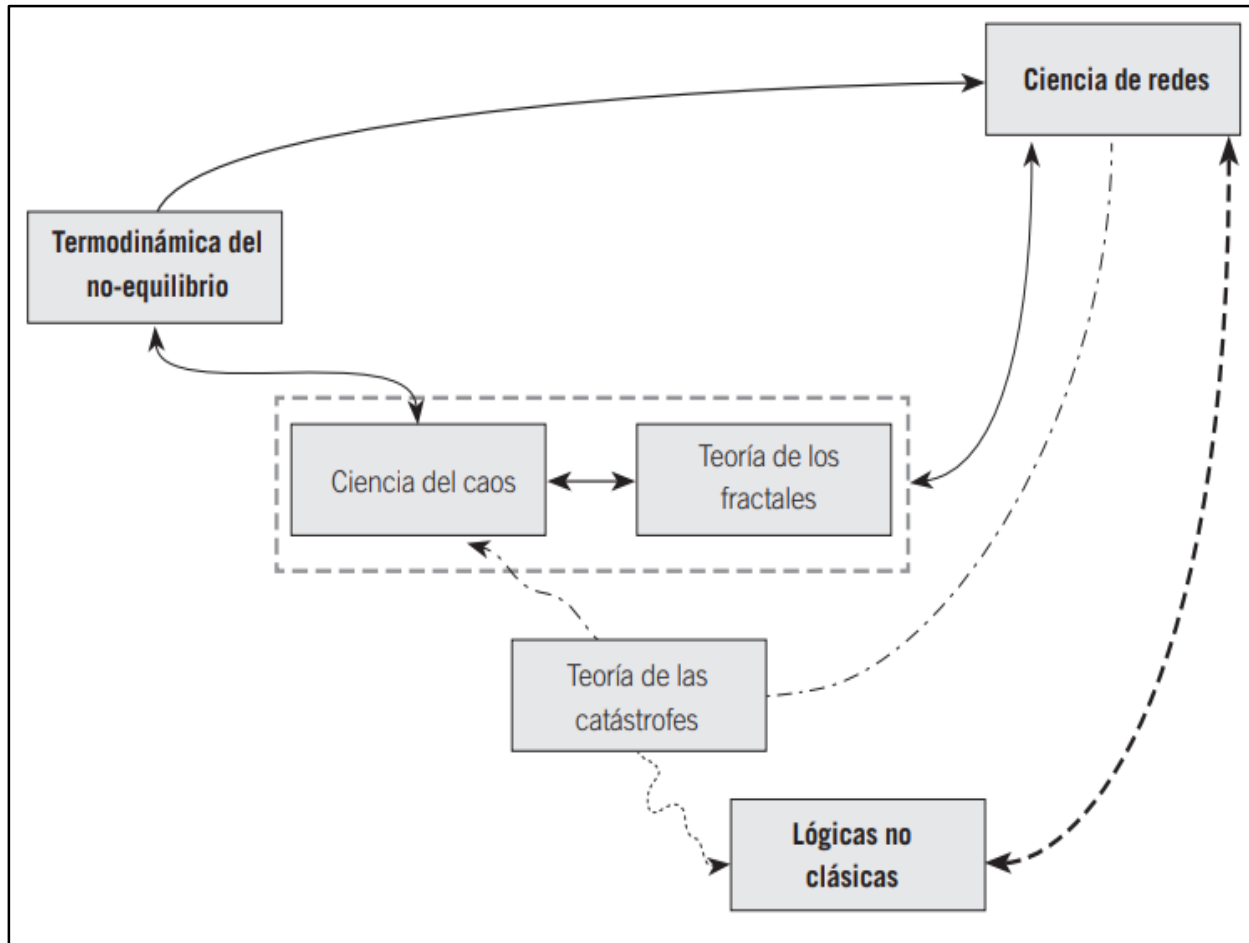 Ciencia de redes
Termodinámica del
no-equilibrio
Ciencia del caos
Teoría de los
fractales
Teoría de las
catástrofes
Lógicas no
clásicas